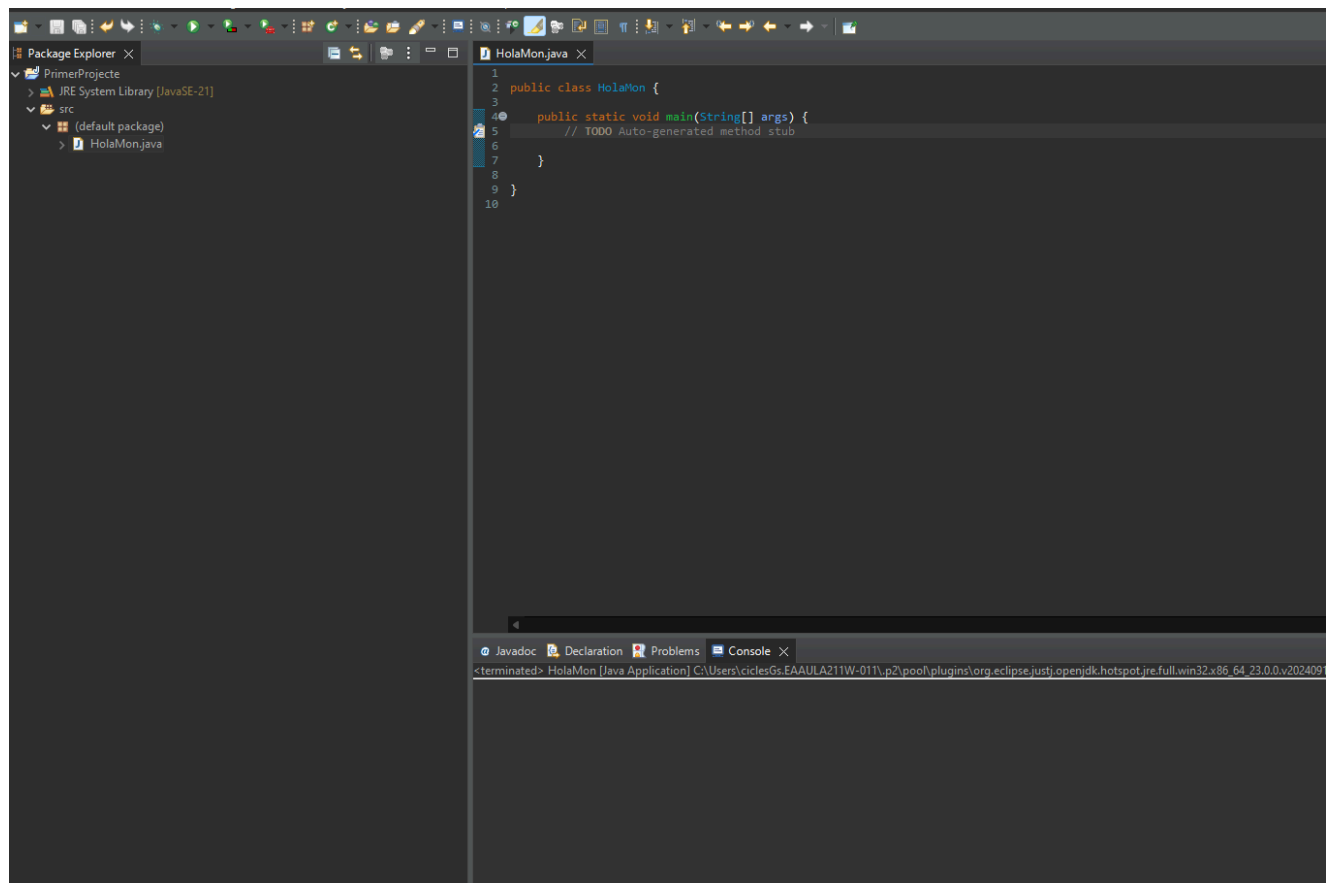 Package Explorer
PrimerProjecte
JRE System Library [JavaSE-21]
src
(default package)
HolaMon.java
HolaMon.java
1
2 public class HolaMon {
3
4 public static void main(String[] args) {
5 // TODO Auto-generated method stub
6
7 }
8
9 }
10
Javadoc Declaration Problems Console
<terminated> HolaMon [Java Application] C:\Users\ciclesGs.EAAULA211W-011\.p2\pool\plugins\org.eclipse.justj.openjdk.hotspot.jre.full.win32.x86_64_23.0.0.v2024091